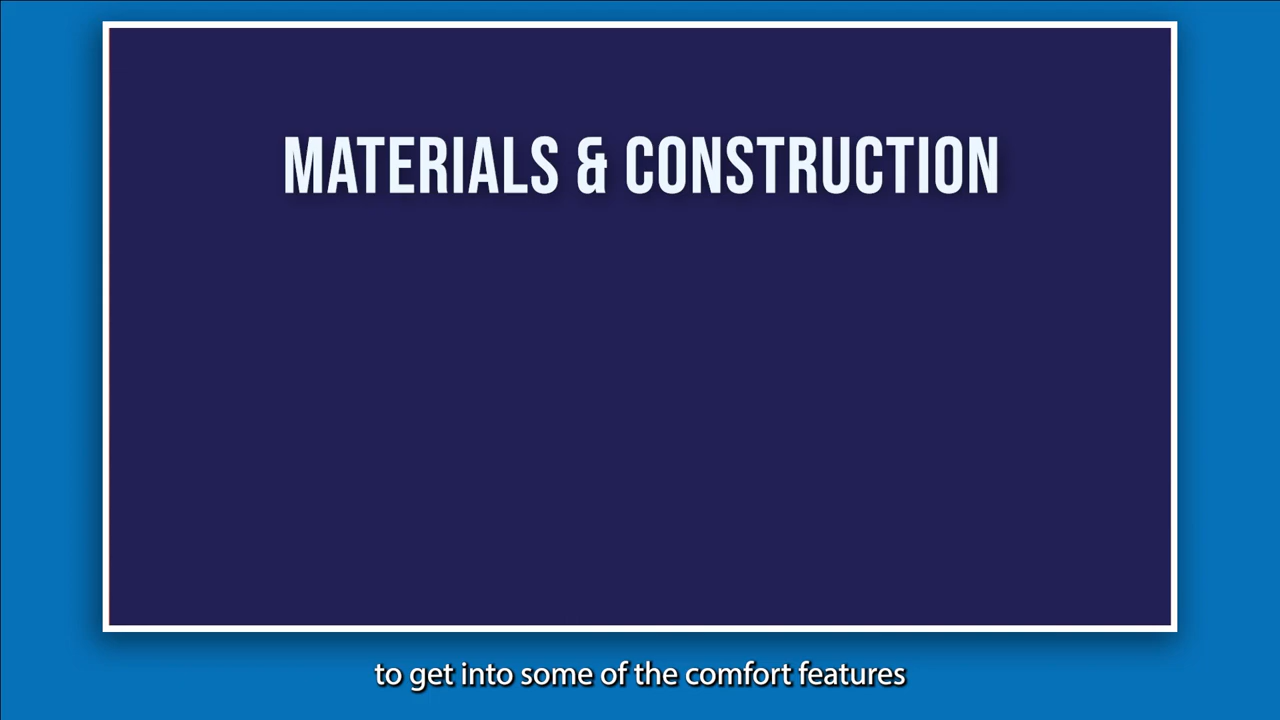 MATERIALS & CONSTRUCTION
to get into some of the comfort features